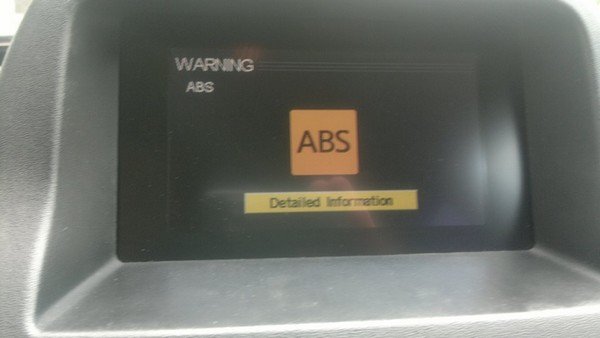 WARNING
ABS
ABS
Detailed Information